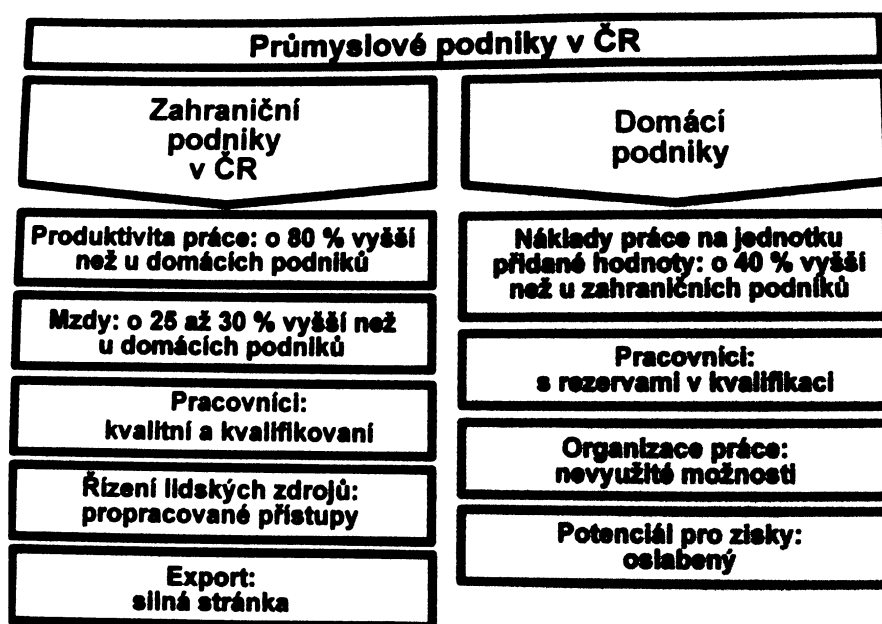 Průmyslové podniky v ČR
Zahraniční
podniky
v ČR
Produktivita práce: o 80 % vyšší
než u domácích podniků
Mzdy: o 25 až 30 % vyšší než
u domácích podniků
Pracovníci:
kvalitní a kvalifikovaní
Řízení lidských zdrojů:
propracované přístupy
Export:
silná stránka
Domácí
podniky
Náklady práce na jednotku
přidané hodnoty: o 40 % vyšší
než u zahraničních podniků
Pracovníci:
s rezervami v kvalifikaci
Organizace práce:
nevyužité možnosti
Potenciál pro zisky:
oslabený